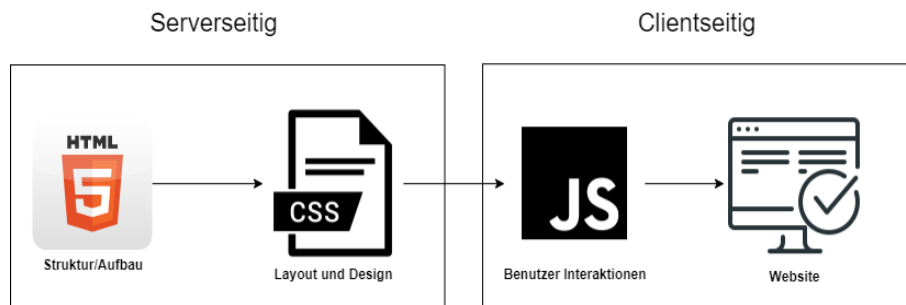 Serverseitig
Clientseitig
HTML
5
CSS
JS
Struktur/Aufbau
Layout und Design
Benutzer Interaktionen
Website